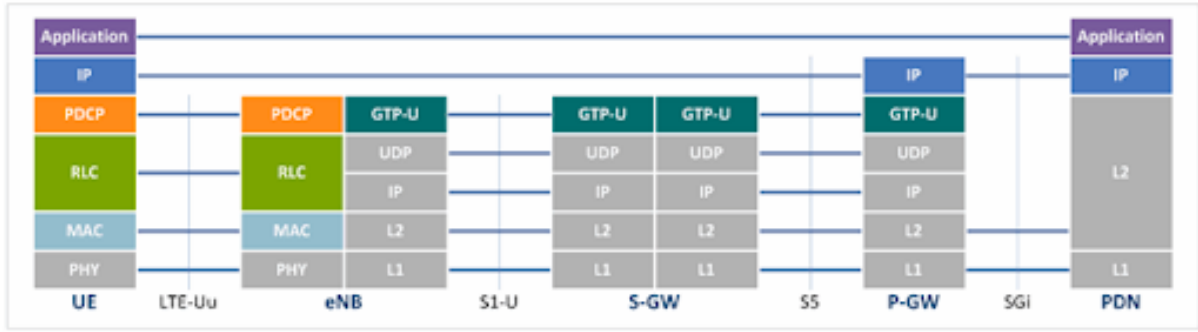 Application Application
IP IP IP
PDCP PDCP GTP-U GTP-U GTP-U GTP-U
UDP UDP UDP UDP
RLC RLC L2
IP IP IP IP
MAC MAC L2 L2 L2 L2
PHY PHY L1 L1 L1 L1 L1
UE LTE-Uu eNB S1-U S-GW S5 P-GW SGi PDN